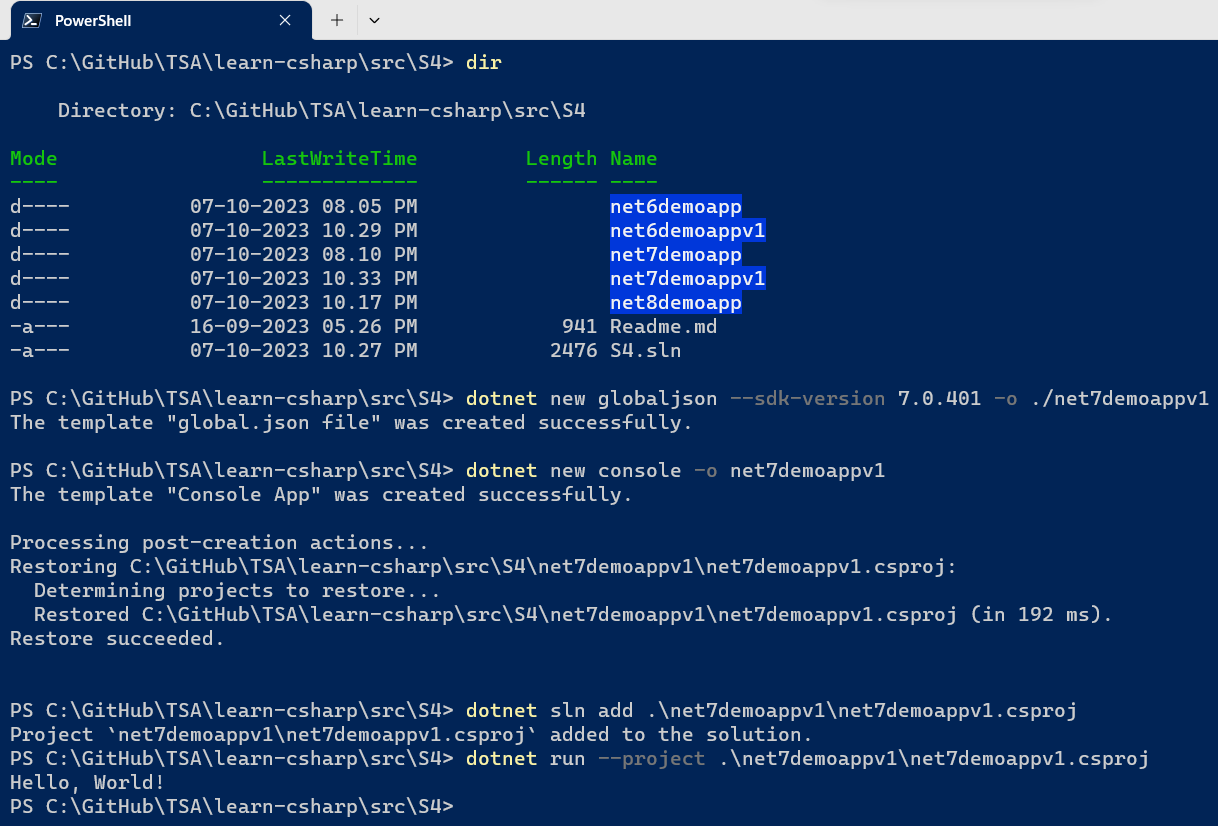 PowerShell
PS C:\GitHub\TSA\learn-csharp\src\S4> dir
    Directory: C:\GitHub\TSA\learn-csharp\src\S4
Mode                 LastWriteTime         Length Name
----                 -------------         ------ ----
d----          07-10-2023 08.05 PM                net6demoapp
d----          07-10-2023 10.29 PM                net6demoappv1
d----          07-10-2023 08.10 PM                net7demoapp
d----          07-10-2023 10.33 PM                net7demoappv1
d----          07-10-2023 10.17 PM                net8demoapp
-a---          16-09-2023 05.26 PM            941 Readme.md
-a---          07-10-2023 10.27 PM           2476 S4.sln
PS C:\GitHub\TSA\learn-csharp\src\S4> dotnet new globaljson --sdk-version 7.0.401 -o ./net7demoappv1
The template "global.json file" was created successfully.
PS C:\GitHub\TSA\learn-csharp\src\S4> dotnet new console -o net7demoappv1
The template "Console App" was created successfully.
Processing post-creation actions...
Restoring C:\GitHub\TSA\learn-csharp\src\S4\net7demoappv1\net7demoappv1.csproj:
  Determining projects to restore...
  Restored C:\GitHub\TSA\learn-csharp\src\S4\net7demoappv1\net7demoappv1.csproj (in 192 ms).
Restore succeeded.
PS C:\GitHub\TSA\learn-csharp\src\S4> dotnet sln add .\net7demoappv1\net7demoappv1.csproj
Project `net7demoappv1\net7demoappv1.csproj` added to the solution.
PS C:\GitHub\TSA\learn-csharp\src\S4> dotnet run --project .\net7demoappv1\net7demoappv1.csproj
Hello, World!
PS C:\GitHub\TSA\learn-csharp\src\S4>